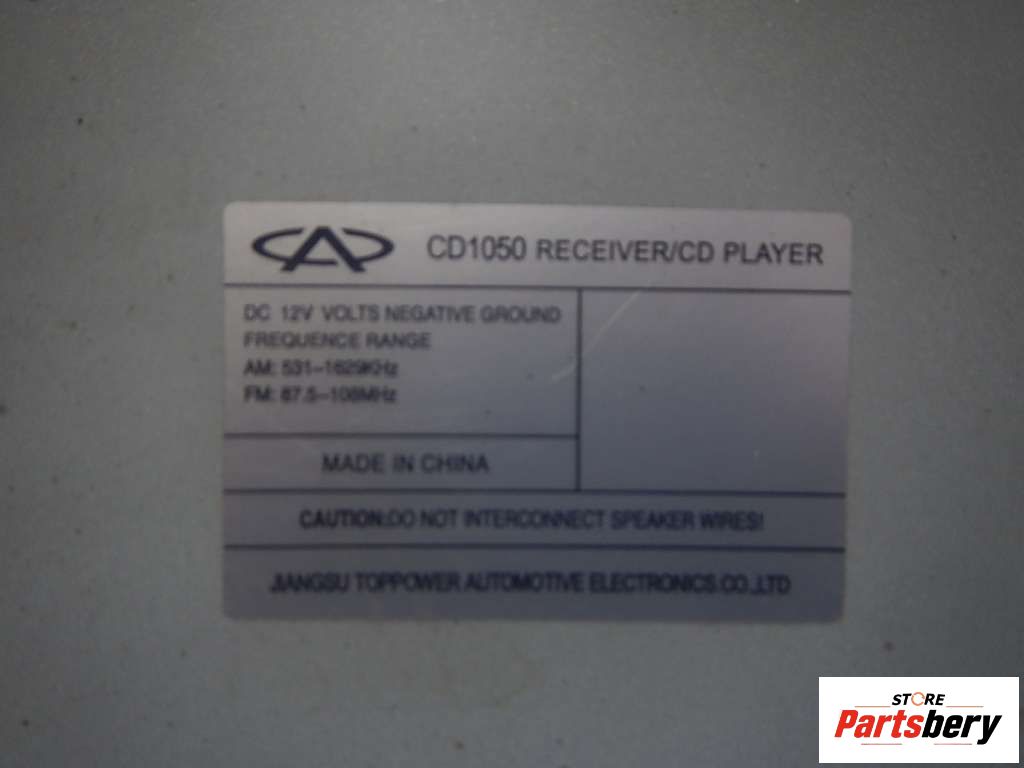 CD1050 RECEIVER/CD PLAYER
DC 12V VOLTS NEGATIVE GROUND
FREQUENCE RANGE
AM: 531-1629KHz
FM: 87.5-108MHz
MADE IN CHINA
CAUTION:DO NOT INTERCONNECT SPEAKER WIRES!
JIANGSU TOPPOWER AUTOMOTIVE ELECTRONICS CO.,LTD
STORE
Partsbery